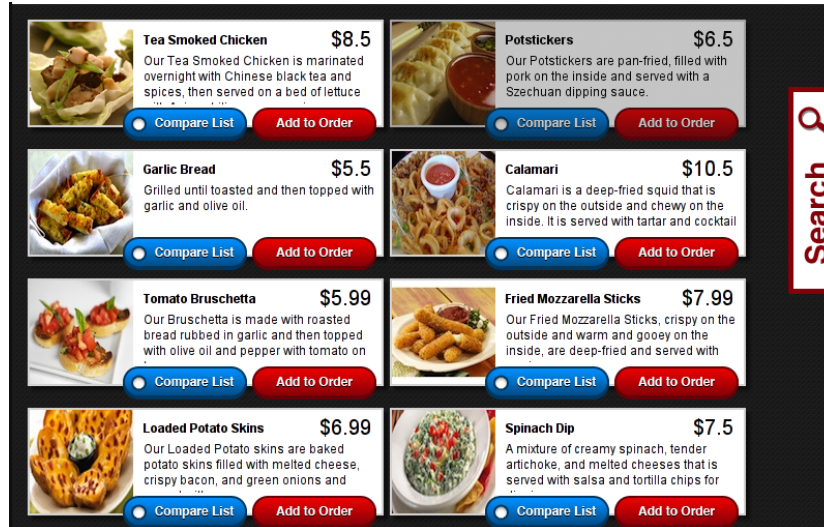 Tea Smoked Chicken $8.5
Our Tea Smoked Chicken is marinated
overnight with Chinese black tea and
spices, then served on a bed of lettuce
Compare List Add to Order
Potstickers $6.5
Our Potstickers are pan-fried, filled with
pork on the inside and served with a
Szechuan dipping sauce.
Compare List Add to Order
Garlic Bread $5.5
Grilled until toasted and then topped with
garlic and olive oil.
Compare List Add to Order
Calamari $10.5
Calamari is a deep-fried squid that is
crispy on the outside and chewy on the
inside. It is served with tartar and cocktail
Compare List Add to Order
Tomato Bruschetta $5.99
Our Bruschetta is made with roasted
bread rubbed in garlic and then topped
with olive oil and pepper with tomato on
Compare List Add to Order
Fried Mozzarella Sticks $7.99
Our Fried Mozzarella Sticks, crispy on the
outside and warm and gooey on the
inside, are deep-fried and served with
Compare List Add to Order
Loaded Potato Skins $6.99
Our Loaded Potato skins are baked
potato skins filled with melted cheese,
crispy bacon, and green onions and
Compare List Add to Order
Spinach Dip $7.5
A mixture of creamy spinach, tender
artichoke, and melted cheeses that is
served with salsa and tortilla chips for
Compare List Add to Order
Search